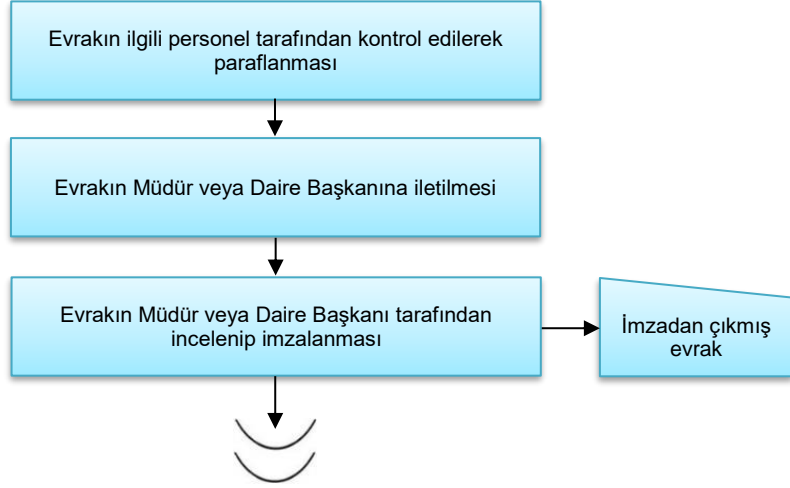 Evrakın ilgili personel tarafından kontrol edilerek
paraflanması
Evrakın Müdür veya Daire Başkanına iletilmesi
Evrakın Müdür veya Daire Başkanı tarafından
incelenip imzalanması
İmzadan çıkmış
evrak